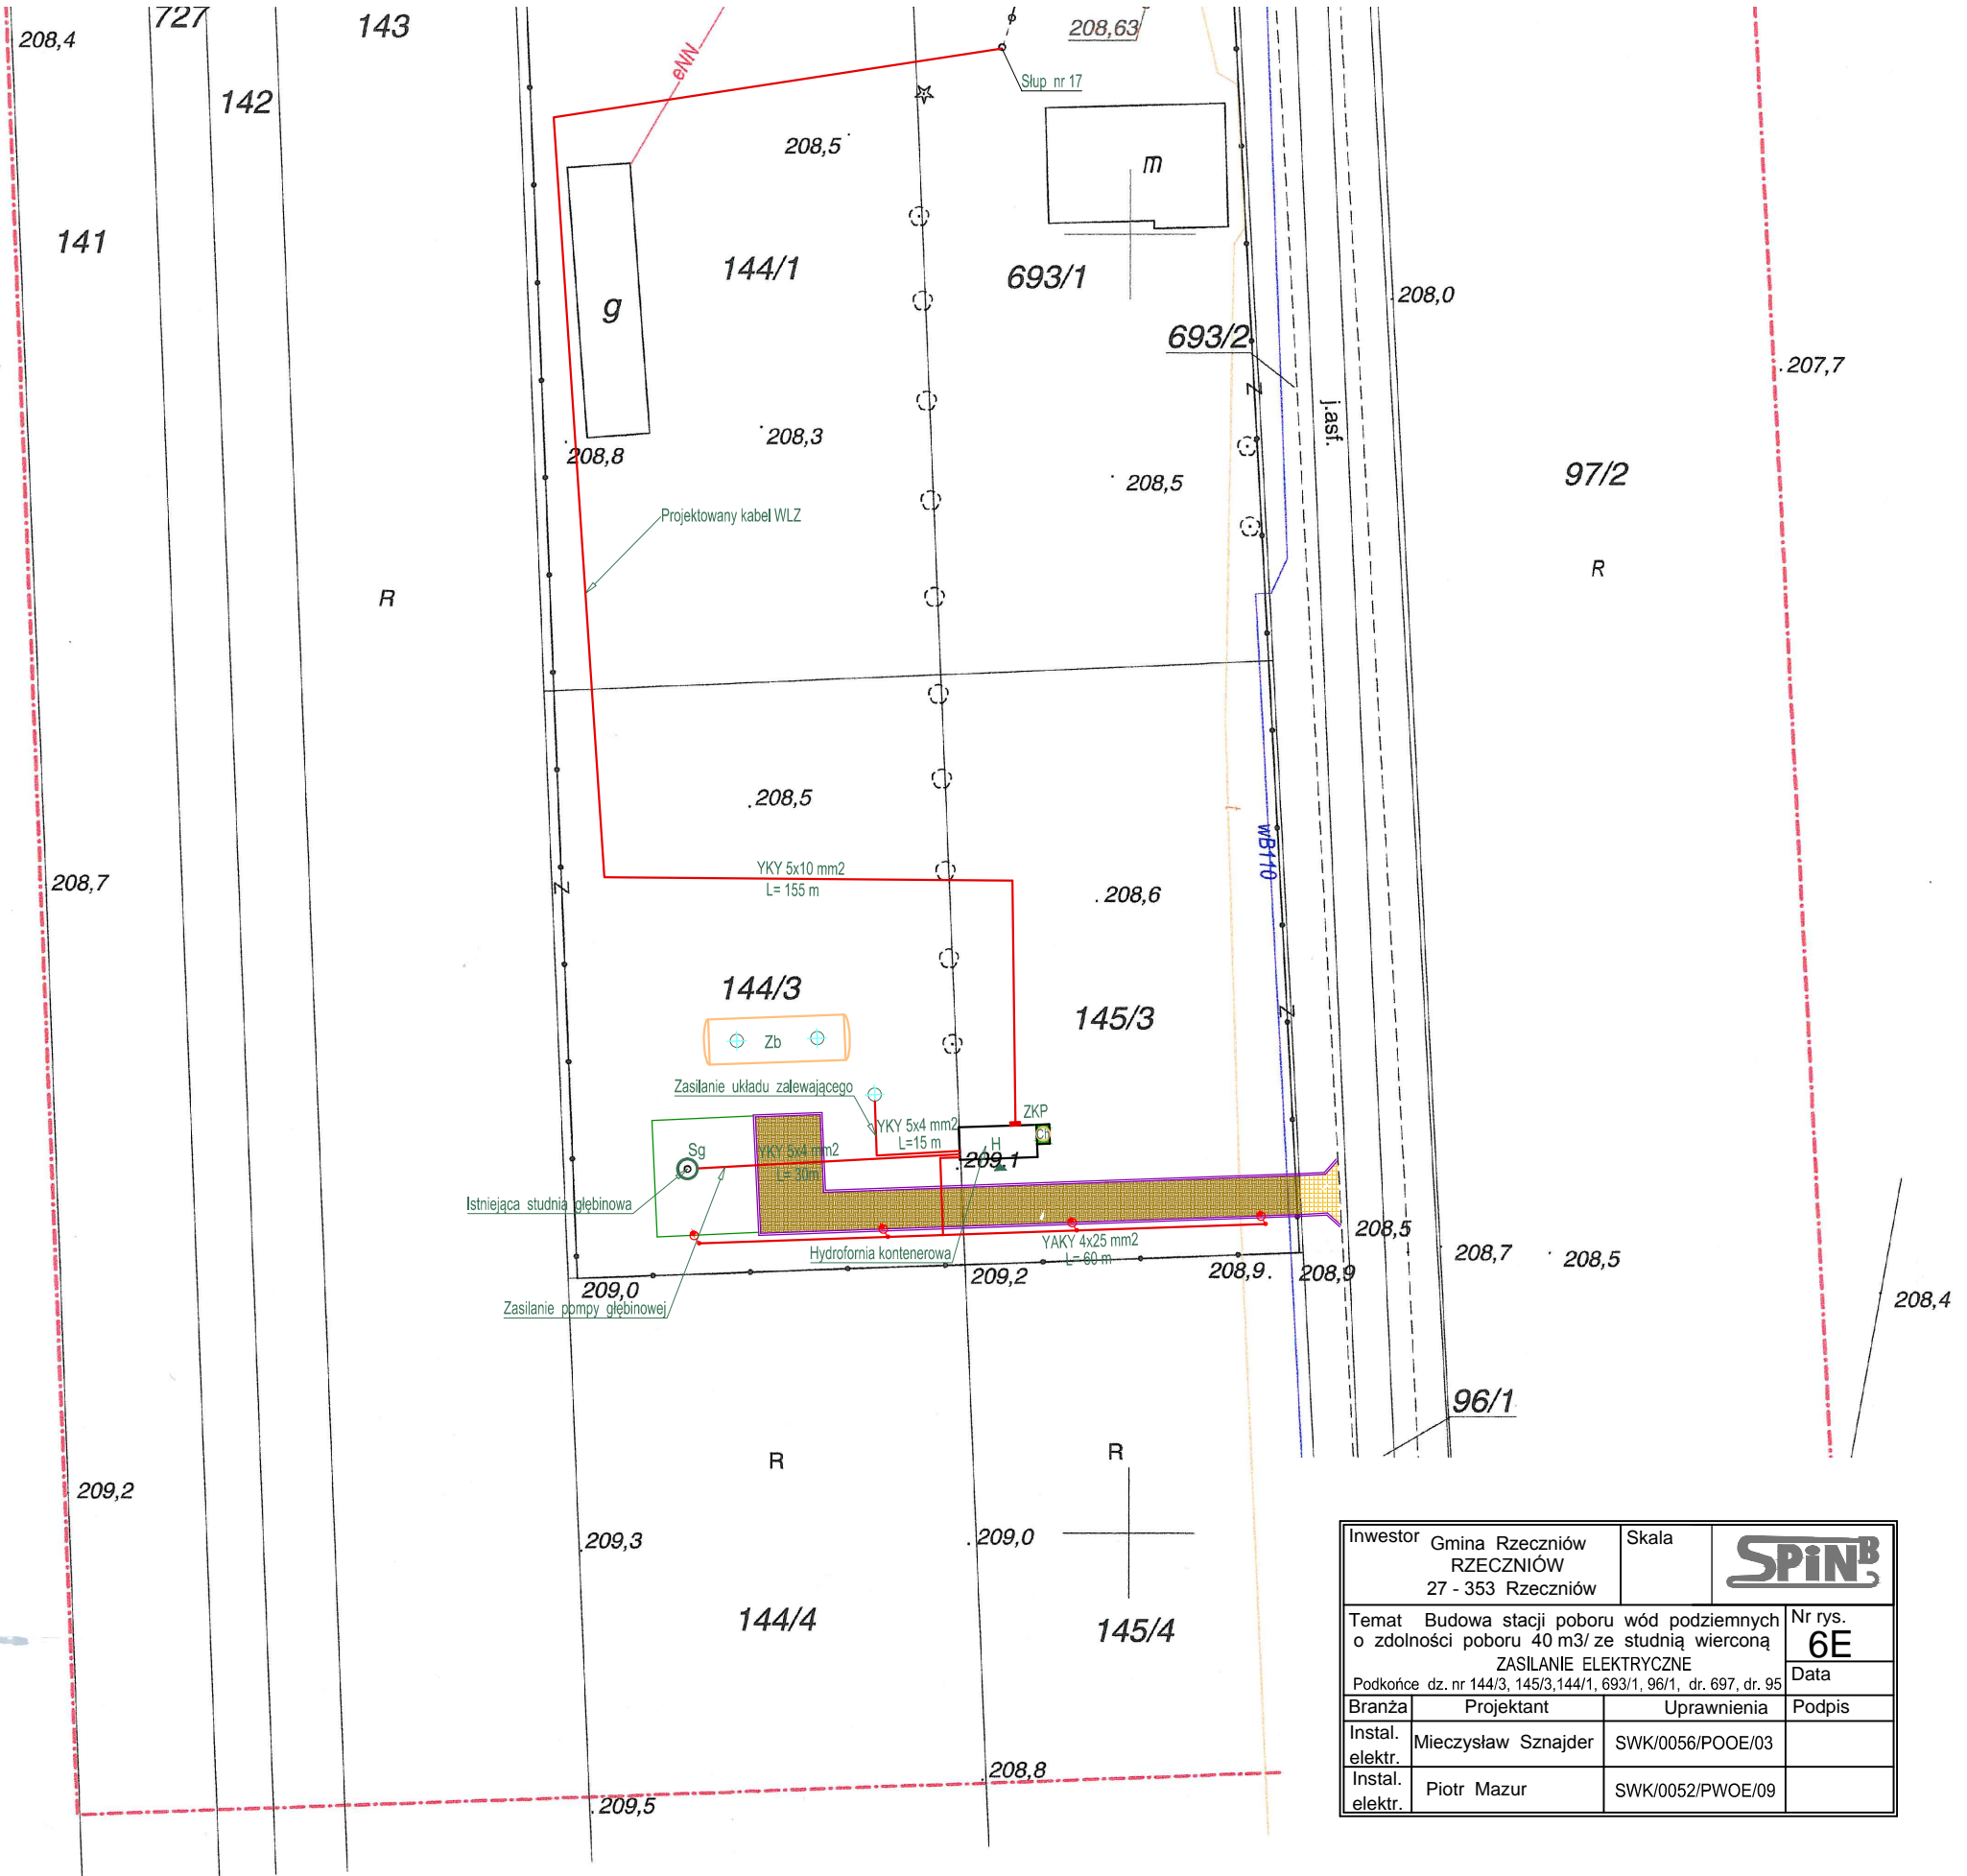 727
143
208,4
208,63
142
eNN
Słup nr 17
208,5
m
141
144/1
693/1
g
693/2
208,0
207,7
j.asf.
Z
208,3
208,8
208,5
97/2
Projektowany kabel WLZ
R
R
208,5
t
wB110
YKY 5x10 mm2
L= 155 m
208,7
Z
208,6
144/3
145/3
Z
Zb
Zasilanie układu zalewającego
YKY 5x4 mm2
L=15 m
ZKP
Ch
H
Sg
YKY 5x4 mm2
L= 30m
209,1
Istniejąca studnia głębinowa
Hydrofornia kontenerowa
YAKY 4x25 mm2
L= 60 m
208,5
208,7
208,5
209,0
209,2
208,9
208,9
208,4
Zasilanie pompy głębinowej
96/1
R
R
209,2
209,3
209,0
144/4
145/4
208,8
209,5
Inwestor Gmina Rzeczniów
RZECZNIÓW
27 - 353 Rzeczniów
Skala
SPiNB
Temat Budowa stacji poboru wód podziemnych
o zdolności poboru 40 m3/ ze studnią wierconą
ZASILANIE ELEKTRYCZNE
Podkońce dz. nr 144/3, 145/3,144/1, 693/1, 96/1, dr. 697, dr. 95
Nr rys.
6E
Data
Branża Projektant Uprawnienia Podpis
Instal.
elektr.
Mieczysław Sznajder SWK/0056/POOE/03
Instal.
elektr.
Piotr Mazur SWK/0052/PWOE/09